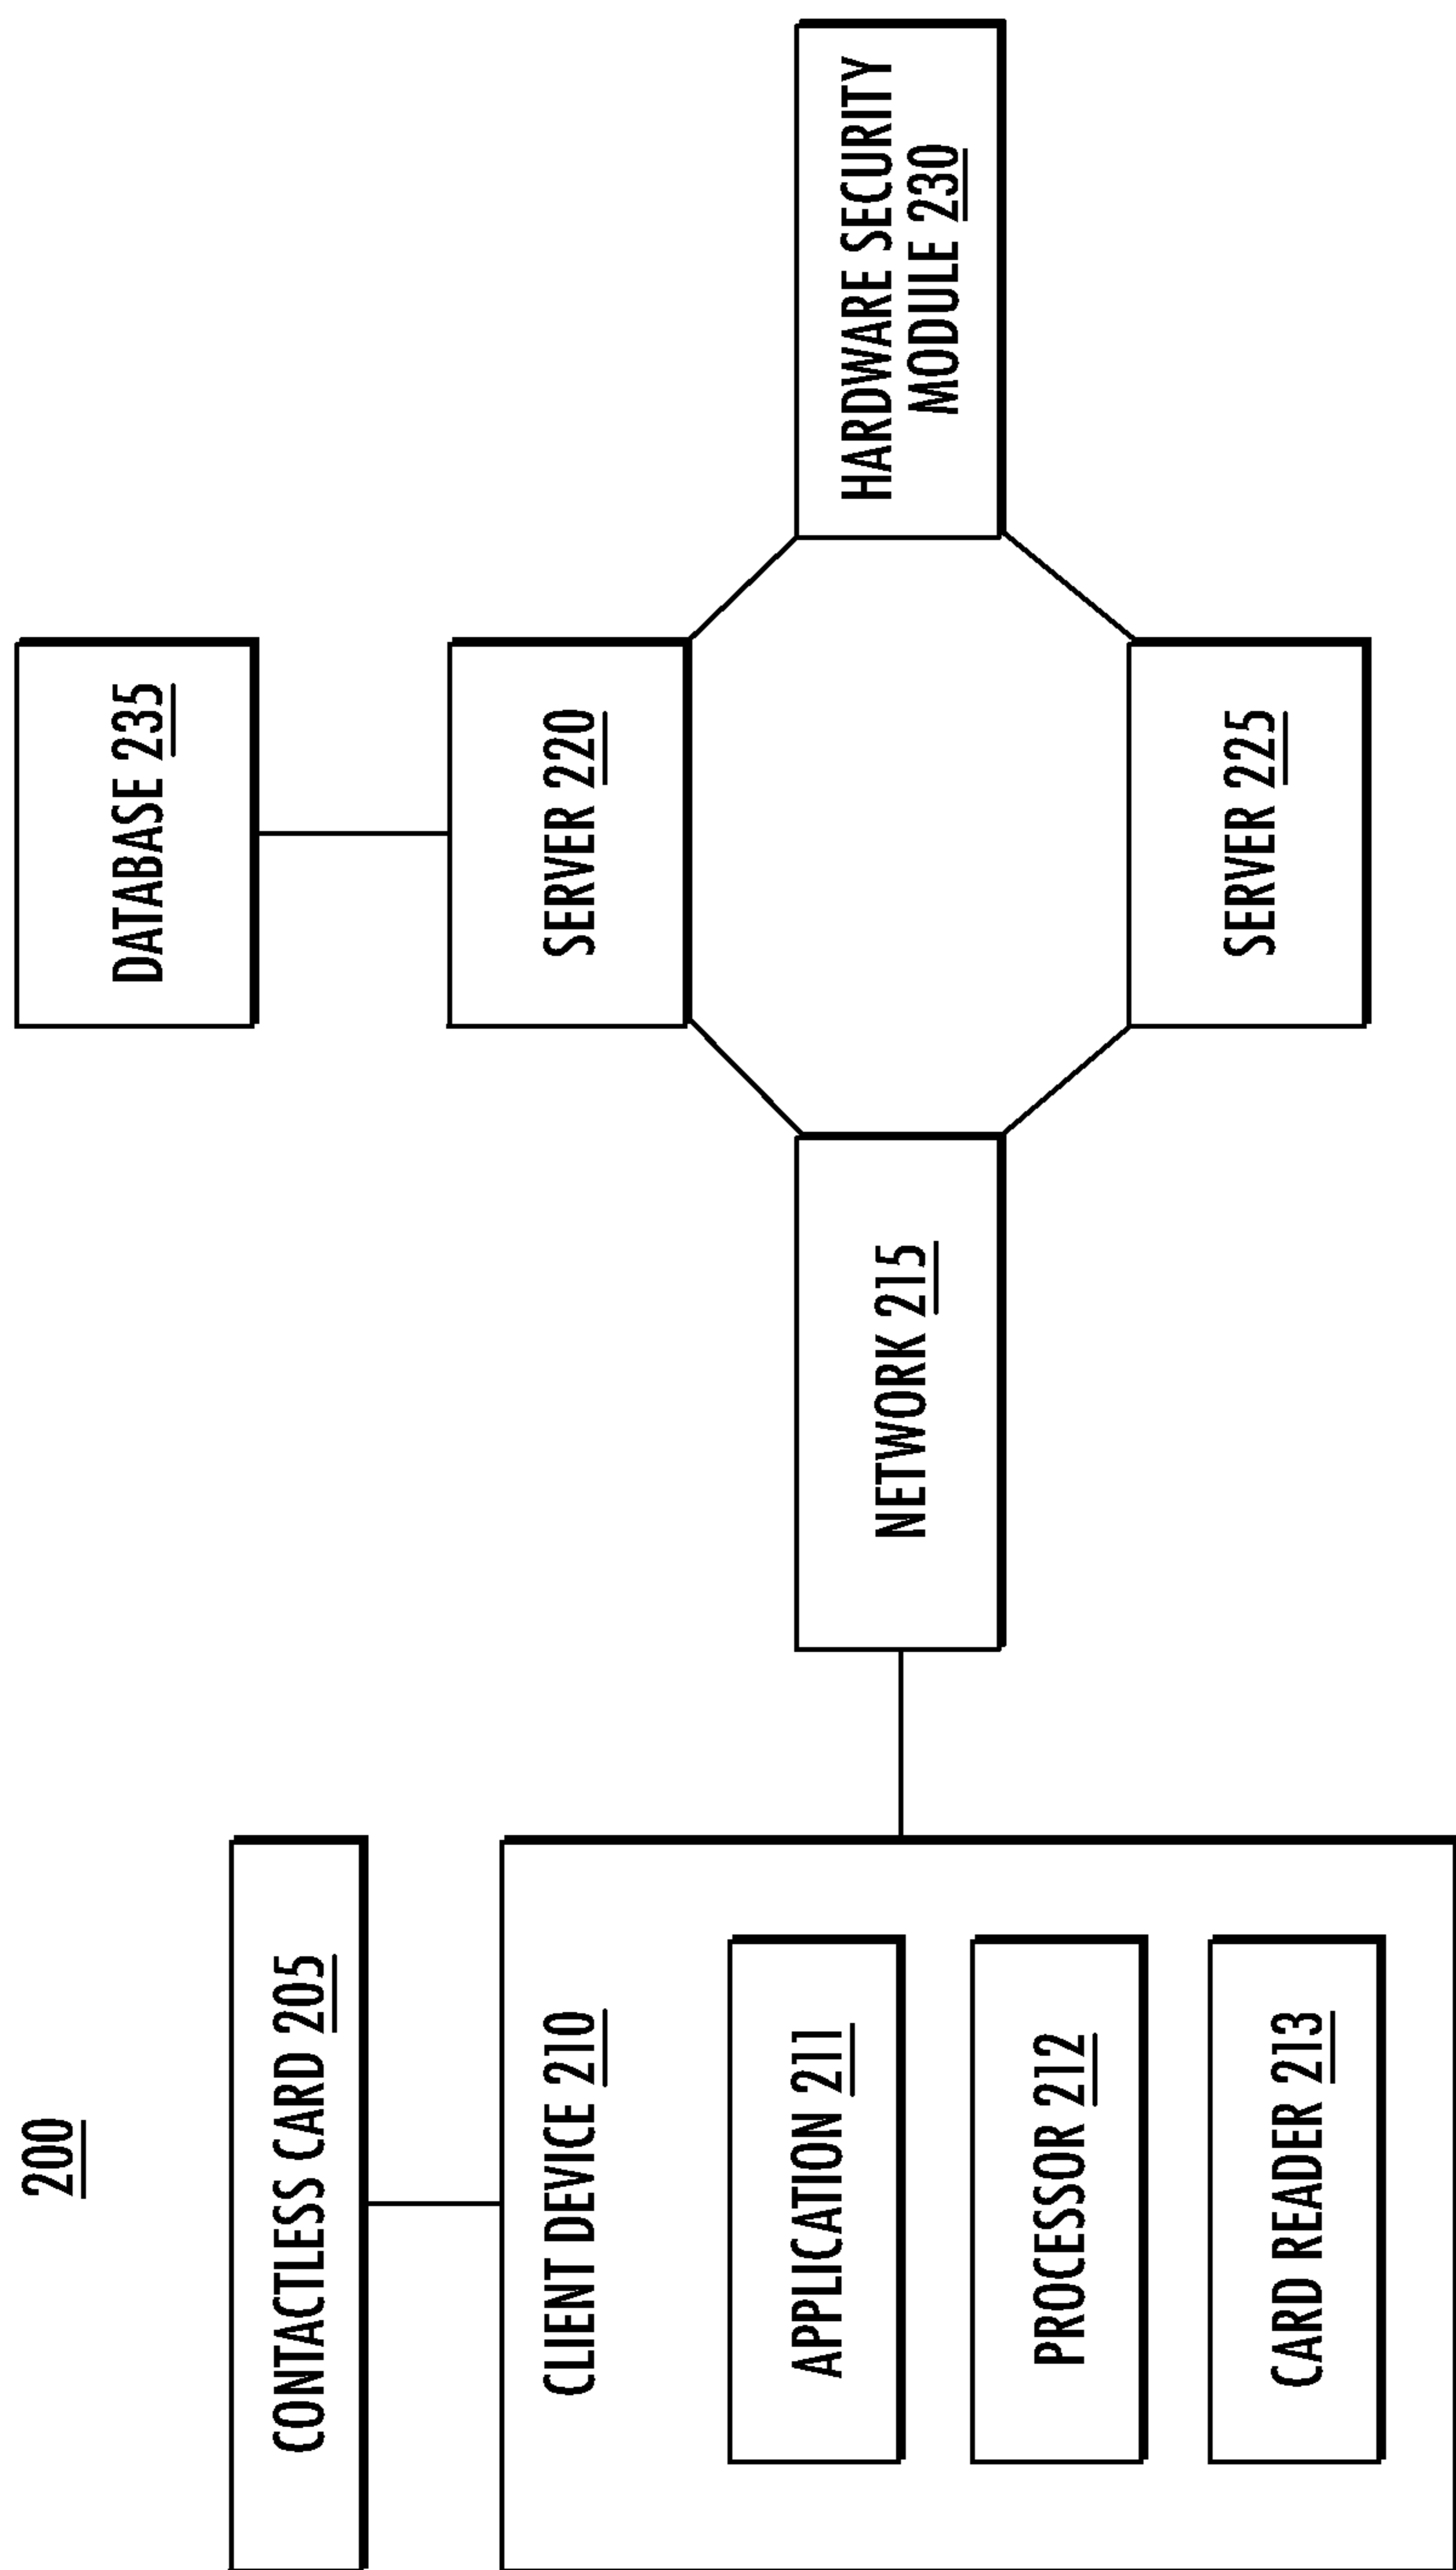 200
CONTACTLESS CARD 205
CLIENT DEVICE 210
APPLICATION 211
PROCESSOR 212
CARD READER 213
NETWORK 215
DATABASE 235
SERVER 220
SERVER 225
HARDWARE SECURITY
MODULE 230